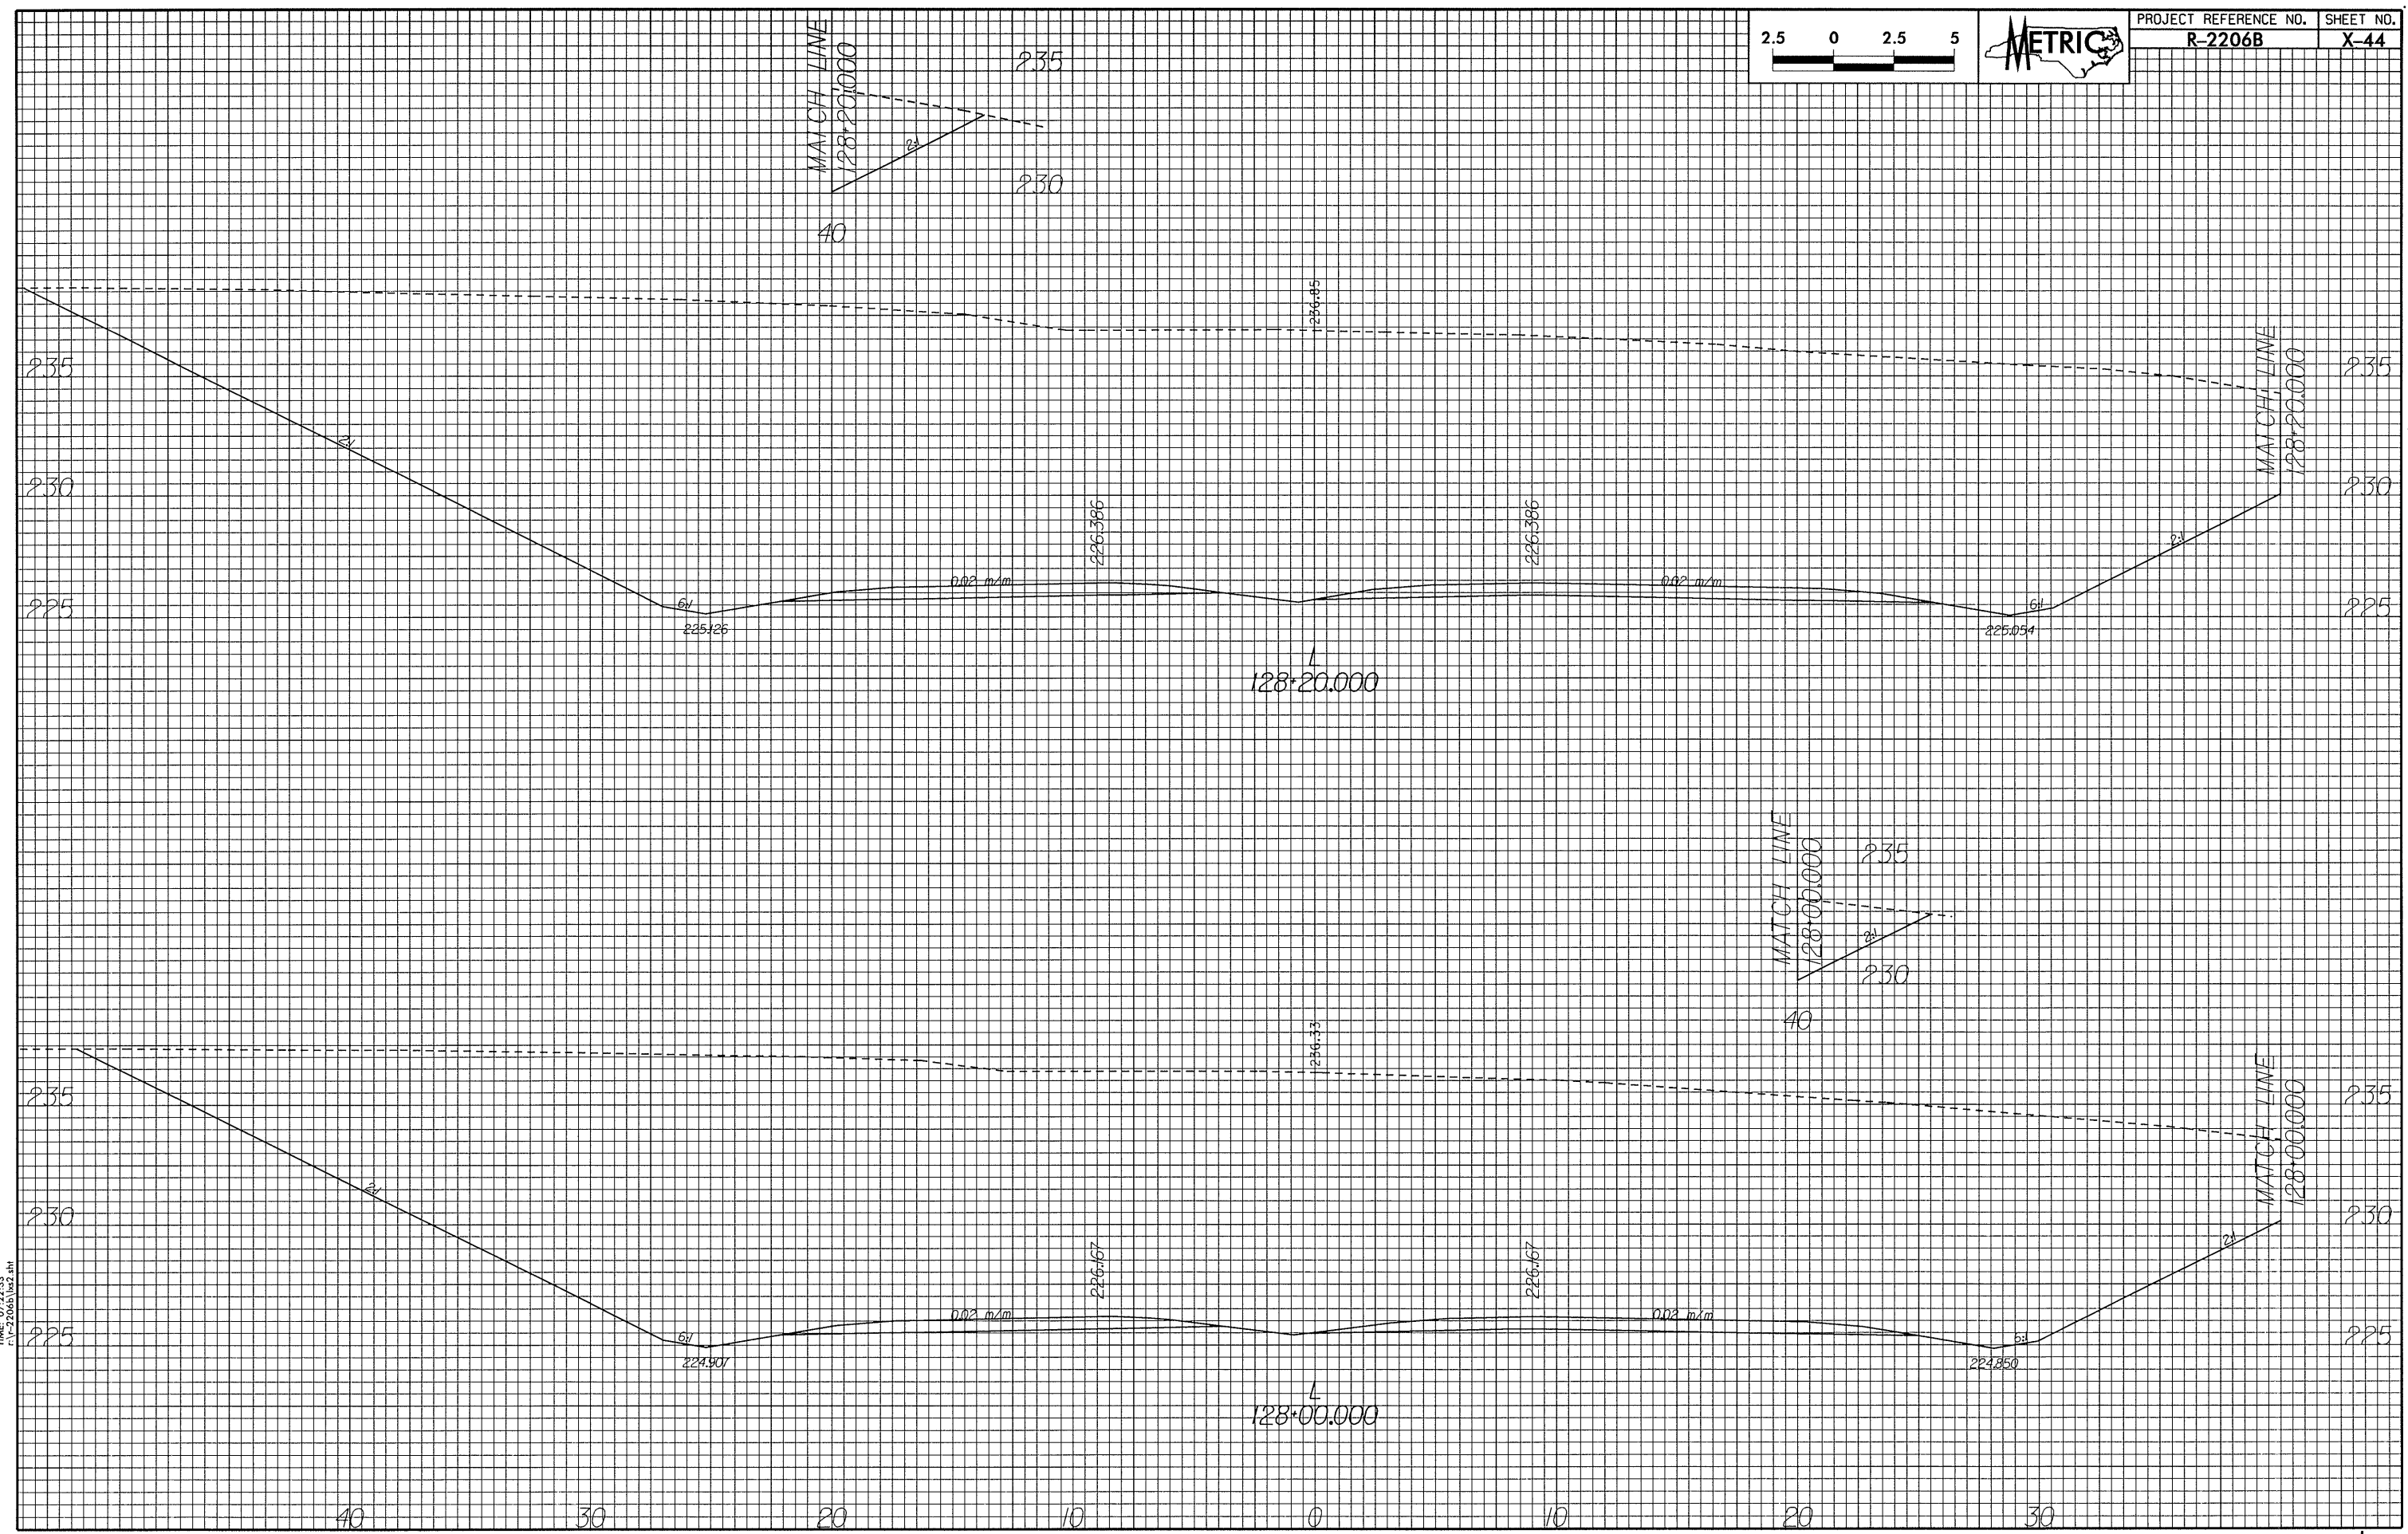 PROJECT REFERENCE NO. SHEET NO.
R-2206B X-44
2.5 0 2.5 5
METRIC
MATCH LINE
128+20.000
235
230
40
2:1
236.85
MATCH LINE
128+20.000
235 235
230 230
225 225
2:1
2:1
226.386 226.386
0.02 m/m 0.02 m/m
6:1 6:1
225.126 225.054
L
128+20.000
MATCH LINE
128+00.000
235
230
40
2:1
236.33
MATCH LINE
128+00.000
235 235
230 230
225 225
2:1
2:1
226.167 226.167
0.02 m/m 0.02 m/m
6:1 6:1
224.907 224.850
L
128+00.000
40 30 20 10 0 10 20 30
r:\r-2206b\lxs2.sht